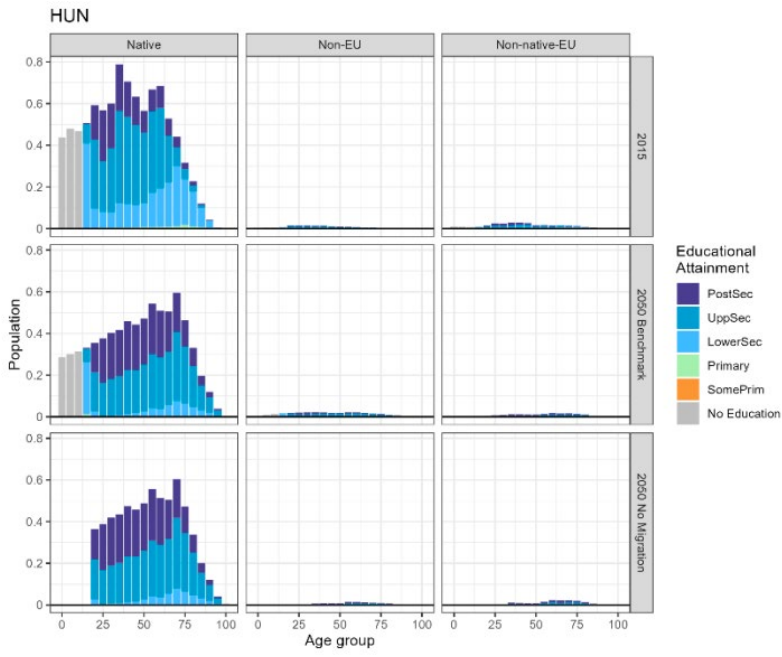 HUN
Native
Non-EU
Non-native-EU
0.8
0.6
0.4
0.2
0
2015
0.8
0.6
0.4
0.2
0
2050 Benchmark
0.8
0.6
0.4
0.2
0
2050 No Migration
Population
0 25 50 75 100
0 25 50 75 100
0 25 50 75 100
Age group
Educational
Attainment
PostSec
UppSec
LowerSec
Primary
SomePrim
No Education